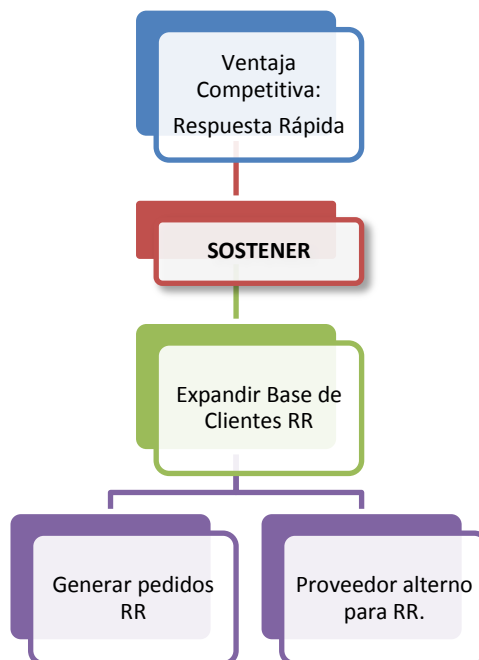 Ventaja
Competitiva:
Respuesta Rápida
SOSTENER
Expandir Base de
Clientes RR
Generar pedidos
RR
Proveedor alterno
para RR.